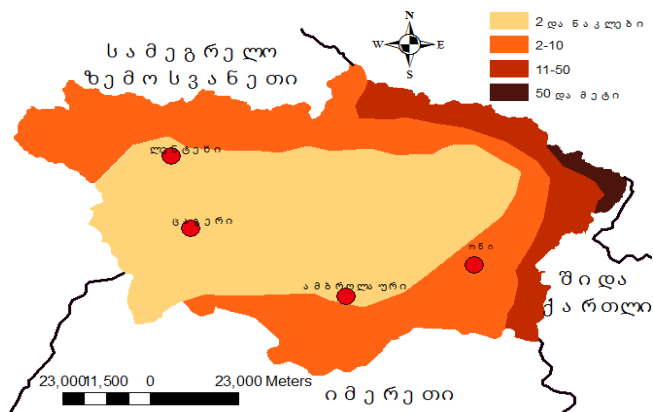 N
W E
S
2 და ნაკლები
2-10
11-50
50 და მეტი
სამეგრელო
ზემო სვანეთი
ლენტეხი
ცაგერი
ონი
ამბროლაური
შიდა
ქართლი
იმერეთი
23,000 11,500 0 23,000 Meters